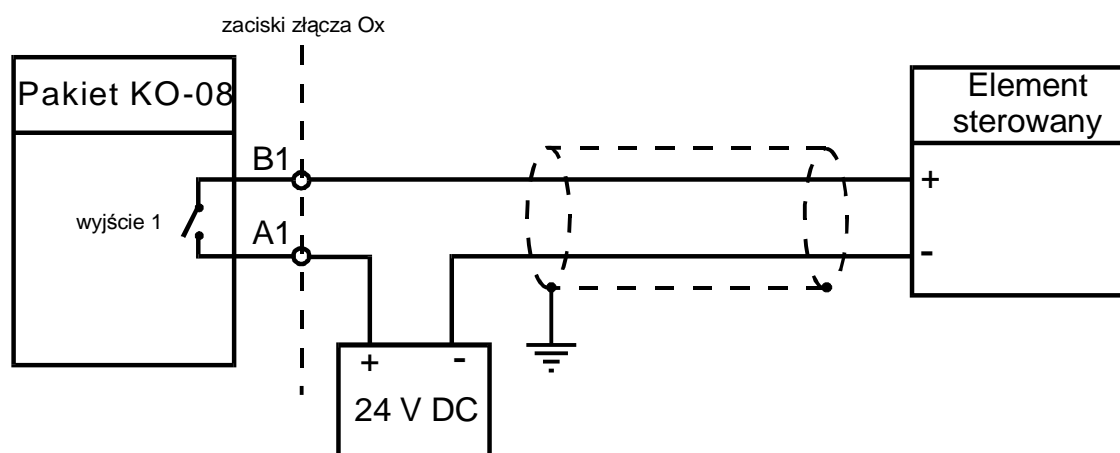 zaciski złącza Ox
Pakiet KO-08
Element
sterowany
B1
+
wyjście 1
A1
-
+ -
24 V DC